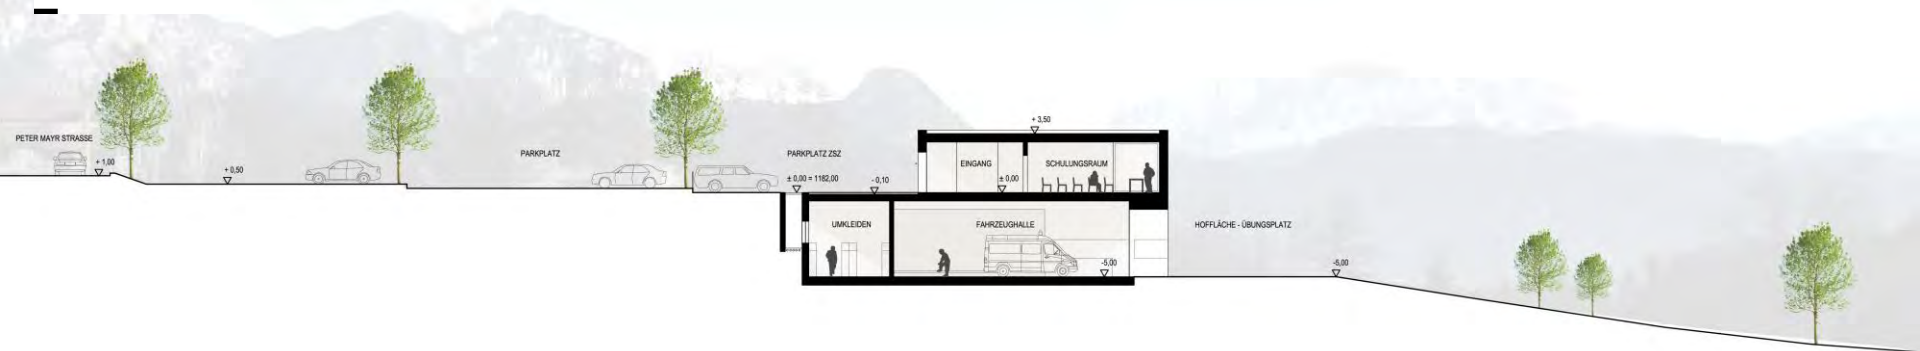 PETER MAYR STRASSE
+ 1,00
+ 0,50
PARKPLATZ
PARKPLATZ ZSZ
± 0,00 = 1182,00
- 0,10
+ 3,50
EINGANG
SCHULUNGSRAUM
± 0,00
UMKLEIDEN
FAHRZEUGHALLE
-5,00
HOFFLÄCHE - ÜBUNGSPLATZ
-5,00